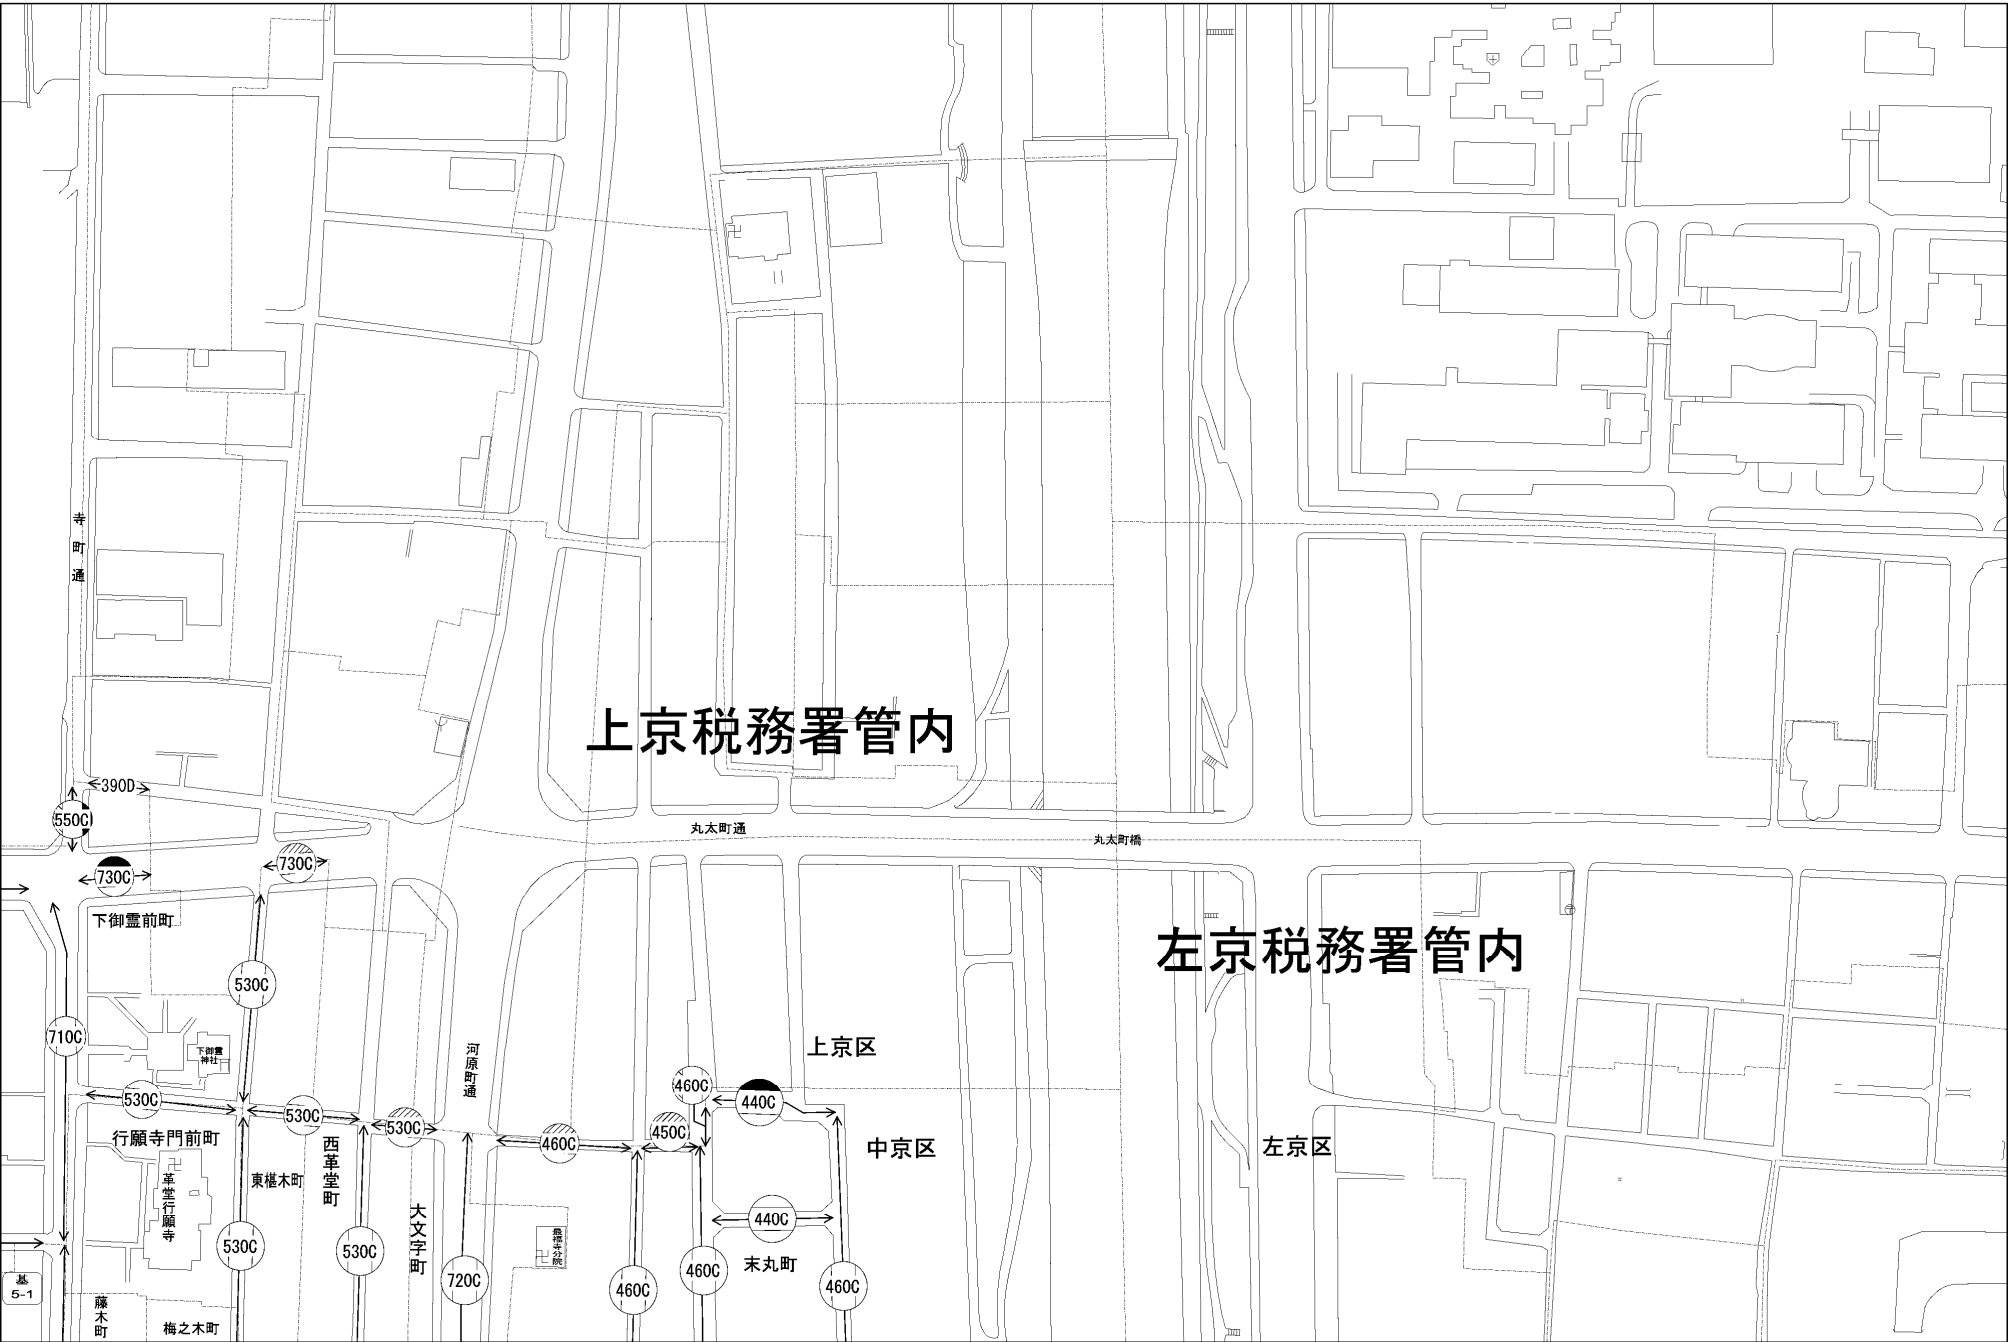 寺町通
上京税務署管内
390D
550C
丸太町通
丸太町橋
730C
730C
下御霊前町
左京税務署管内
530C
710C
河原町通
上京区
下御霊
神社
460C
440C
530C
530C
530C
460C
450C
行願寺門前町
西革堂町
中京区
左京区
東椹木町
革堂行願寺
大文字町
440C
最福寺分院
530C
530C
末丸町
460C
720C
460C
460C
基
5-1
藤木町
梅之木町